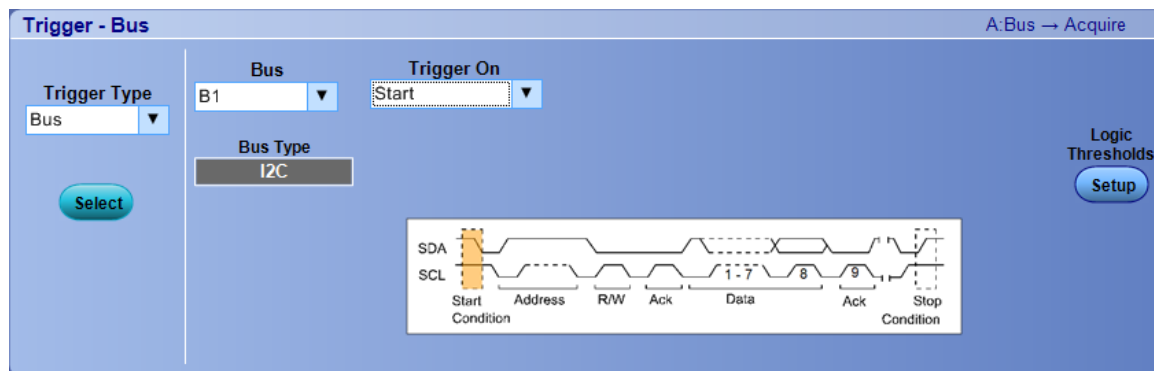 Trigger - Bus
A:Bus → Acquire
Trigger Type
Bus
Select
Bus
B1
Trigger On
Start
Bus Type
I2C
Logic
Thresholds
Setup
SDA
SCL
1 - 7 8 9
Start
Condition
Address
R/W
Ack
Data
Ack
Stop
Condition